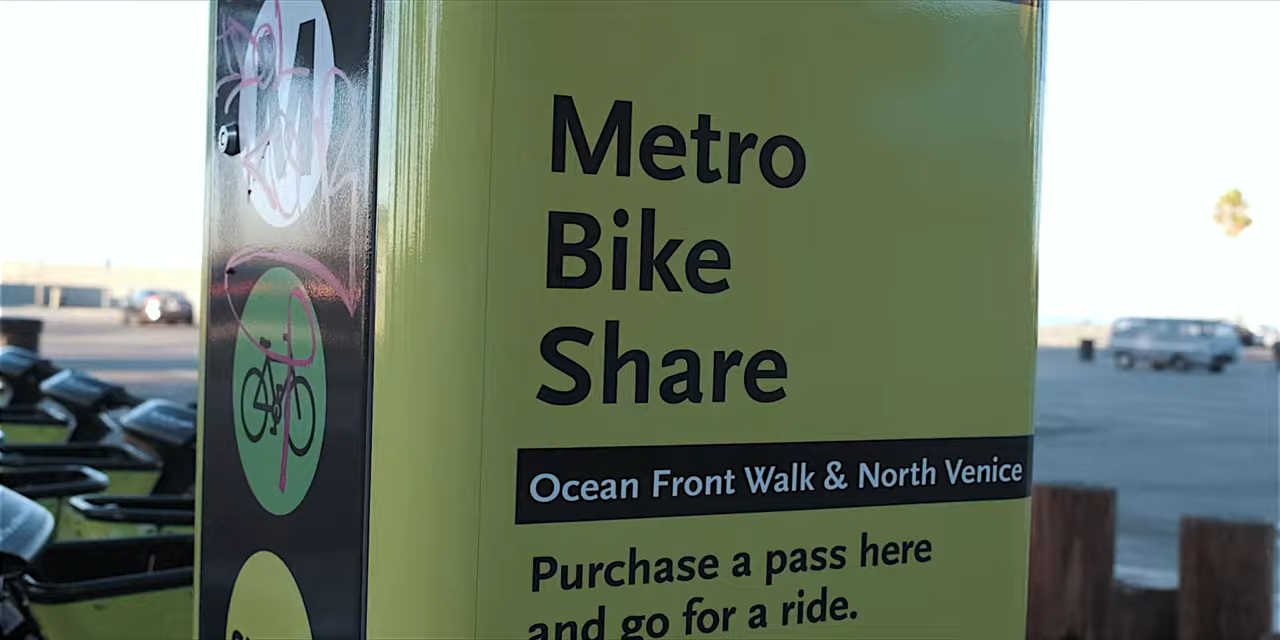 M
Metro
Bike
Share
Ocean Front Walk & North Venice
Purchase a pass here
and go for a ride.